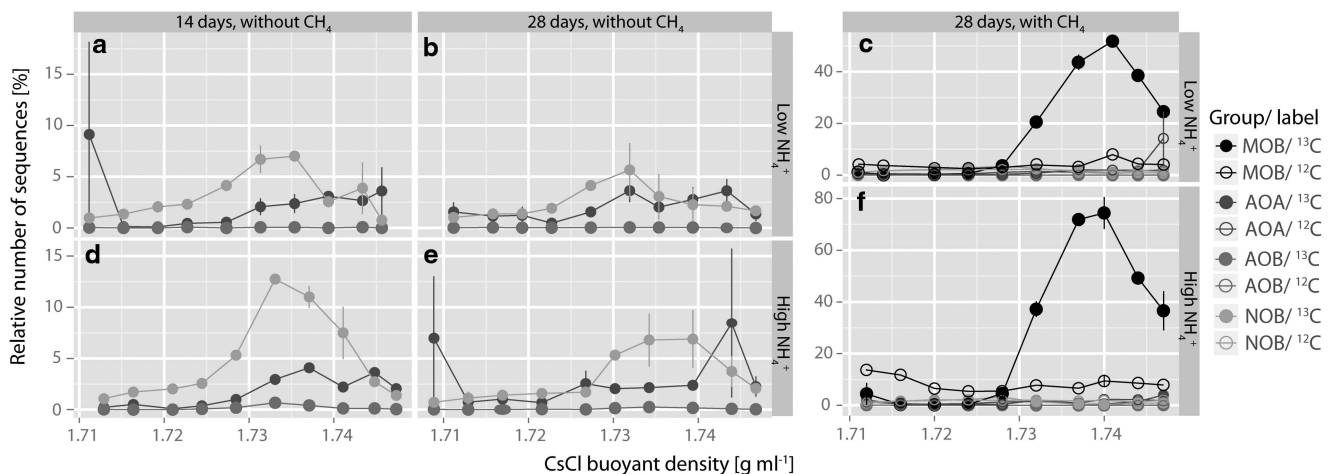 14 days, without CH₄
28 days, without CH₄
28 days, with CH₄
a
b
c
d
e
f
Relative number of sequences [%]
15
10
5
0
15
10
5
0
40
20
0
80
60
40
20
0
Low NH₄⁺
High NH₄⁺
Low NH₄⁺
High NH₄⁺
1.71 1.72 1.73 1.74
1.71 1.72 1.73 1.74
1.71 1.72 1.73 1.74
CsCl buoyant density [g ml⁻¹]
Group/ label
MOB/ ¹³C
MOB/ ¹²C
AOA/ ¹³C
AOA/ ¹²C
AOB/ ¹³C
AOB/ ¹²C
NOB/ ¹³C
NOB/ ¹²C